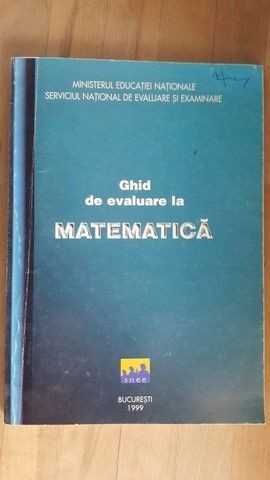 MINISTERUL EDUCAȚIEI NAȚIONALE
SERVICIUL NAȚIONAL DE EVALUARE ȘI EXAMINARE
Ghid
de evaluare la
MATEMATICĂ
snee
BUCUREȘTI
1999